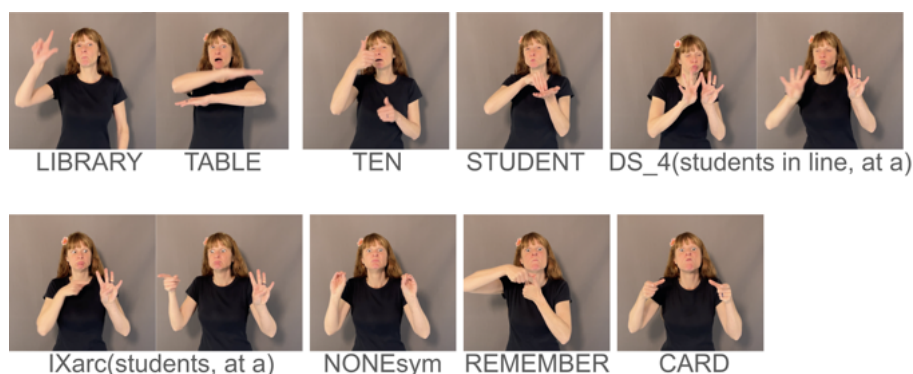 LIBRARY TABLE TEN STUDENT DS_4(students in line, at a)
IXarc(students, at a) NONEsym REMEMBER CARD